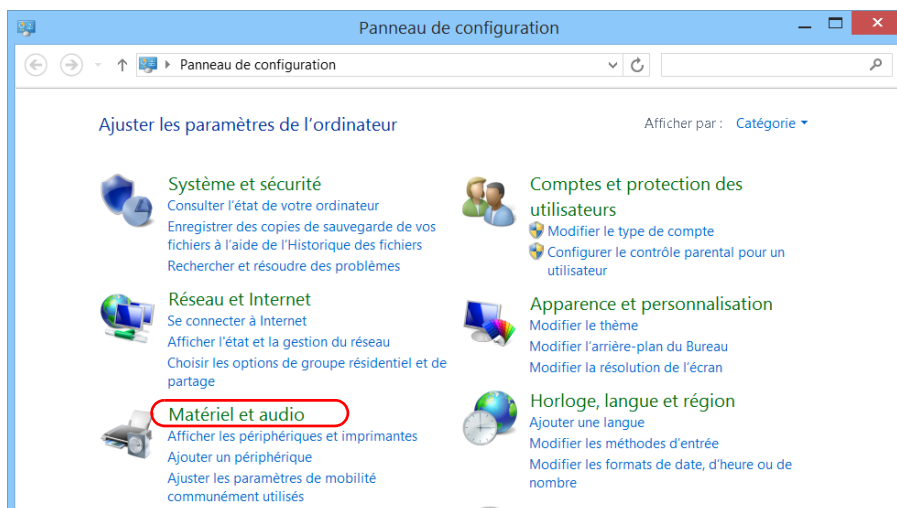 Panneau de configuration
Panneau de configuration
Ajuster les paramètres de l'ordinateur
Afficher par : Catégorie
Système et sécurité
Consulter l'état de votre ordinateur
Enregistrer des copies de sauvegarde de vos
fichiers à l'aide de l'Historique des fichiers
Rechercher et résoudre des problèmes
Réseau et Internet
Se connecter à Internet
Afficher l'état et la gestion du réseau
Choisir les options de groupe résidentiel et de
partage
Matériel et audio
Afficher les périphériques et imprimantes
Ajouter un périphérique
Ajuster les paramètres de mobilité
communément utilisés
Comptes et protection des
utilisateurs
Modifier le type de compte
Configurer le contrôle parental pour un
utilisateur
Apparence et personnalisation
Modifier le thème
Modifier l'arrière-plan du Bureau
Modifier la résolution de l'écran
Horloge, langue et région
Ajouter une langue
Modifier les méthodes d'entrée
Modifier les formats de date, d'heure ou de
nombre